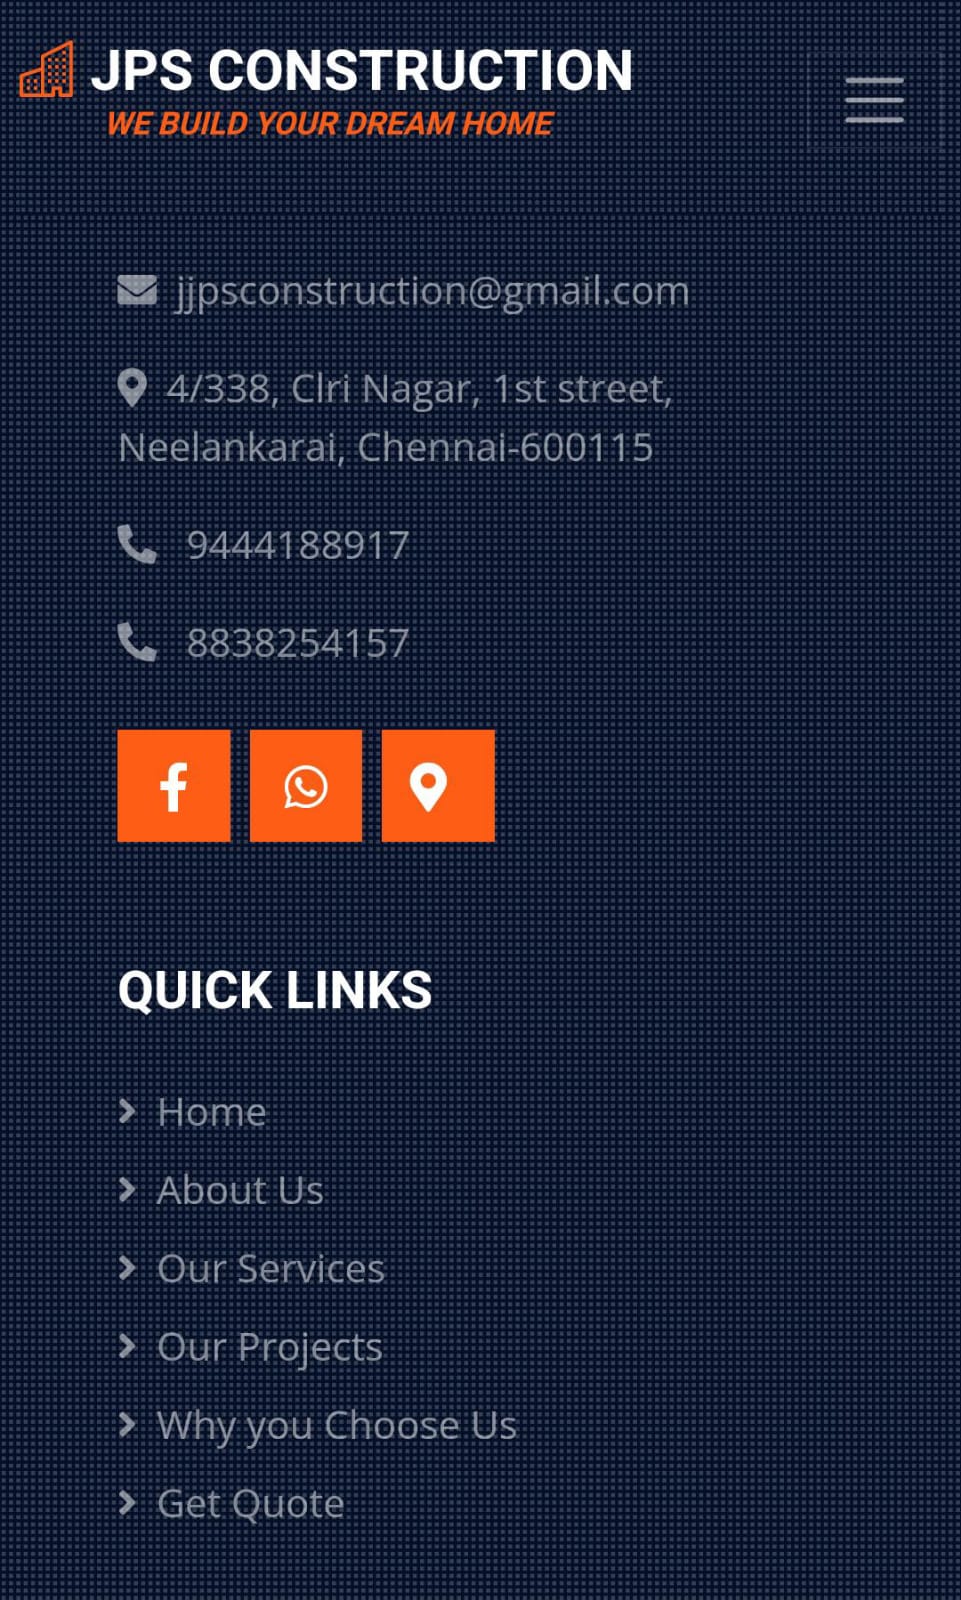 JPS CONSTRUCTION
WE BUILD YOUR DREAM HOME
jjpsconstruction@gmail.com
4/338, Clri Nagar, 1st street,
Neelankarai, Chennai-600115
9444188917
8838254157
QUICK LINKS
Home
About Us
Our Services
Our Projects
Why you Choose Us
Get Quote